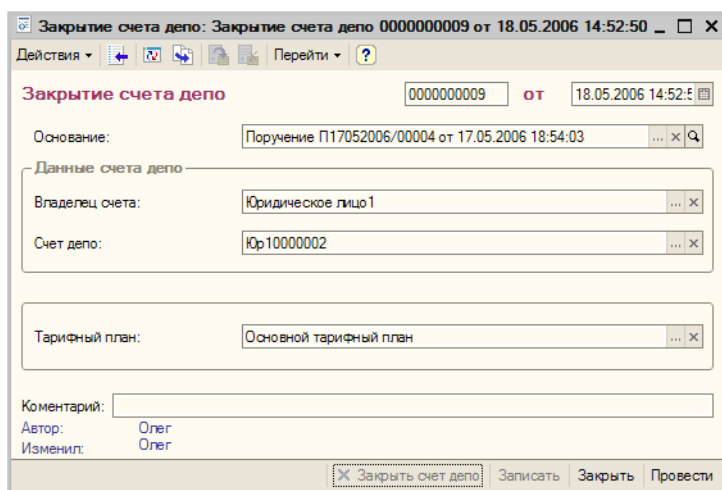 Закрытие счета депо: Закрытие счета депо 0000000009 от 18.05.2006 14:52:50
Действия Перейти ?
Закрытие счета депо 0000000009 от 18.05.2006 14:52:5
Основание: Поручение П17052006/00004 от 17.05.2006 18:54:03 ...
Данные счета депо
Владелец счета: Юридическое лицо1 ...
Счет депо: Юр10000002 ...
Тарифный план: Основной тарифный план ...
Коментарий:
Автор: Олег
Изменил: Олег
Закрыть счет депо Записать Закрыть Провести